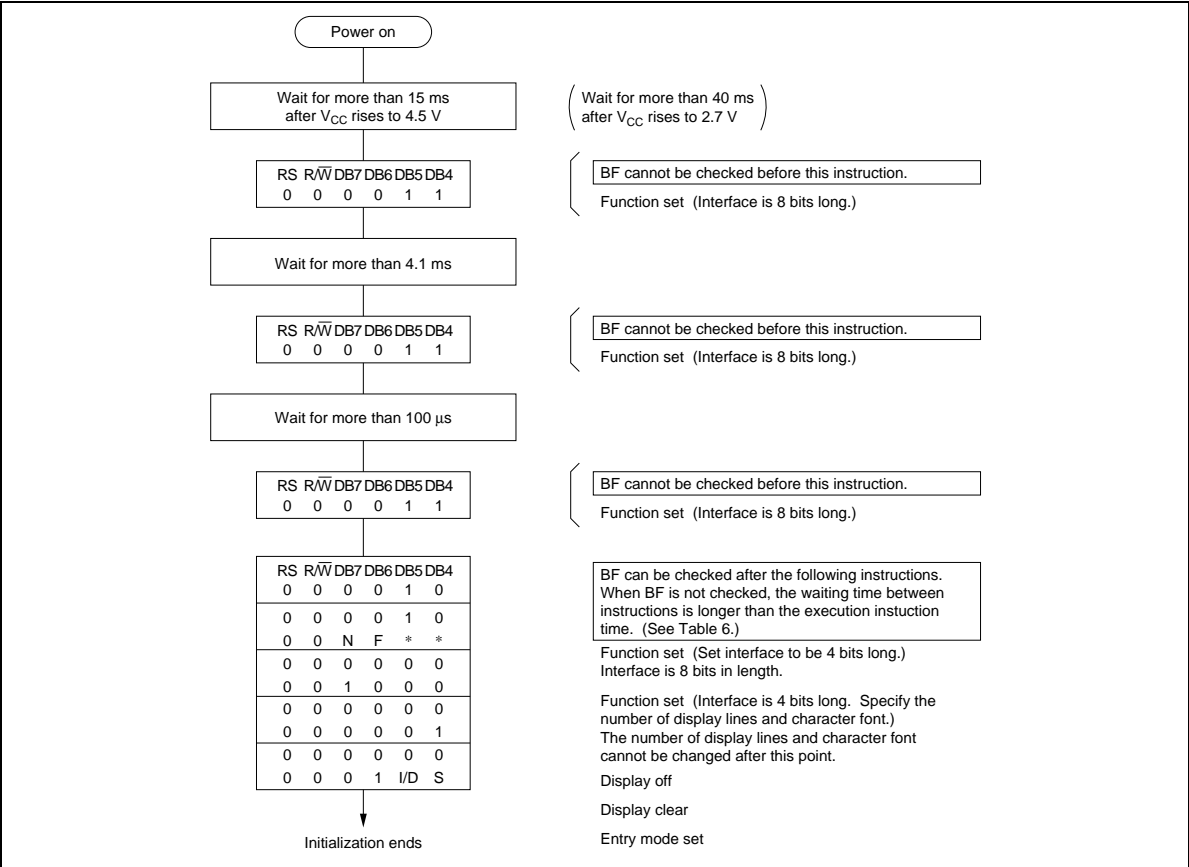 Power on
Wait for more than 15 ms
after VCC rises to 4.5 V
Wait for more than 40 ms
after VCC rises to 2.7 V
RS R/W̅ DB7 DB6 DB5 DB4
0 0 0 0 1 1
BF cannot be checked before this instruction.
Function set (Interface is 8 bits long.)
Wait for more than 4.1 ms
RS R/W̅ DB7 DB6 DB5 DB4
0 0 0 0 1 1
BF cannot be checked before this instruction.
Function set (Interface is 8 bits long.)
Wait for more than 100 µs
RS R/W̅ DB7 DB6 DB5 DB4
0 0 0 0 1 1
BF cannot be checked before this instruction.
Function set (Interface is 8 bits long.)
RS R/W̅ DB7 DB6 DB5 DB4
0 0 0 0 1 0
0 0 0 0 1 0
0 0 N F * *
0 0 0 0 0 0
0 0 1 0 0 0
0 0 0 0 0 0
0 0 0 0 0 1
0 0 0 0 0 0
0 0 0 1 I/D S
Initialization ends
BF can be checked after the following instructions.
When BF is not checked, the waiting time between
instructions is longer than the execution instuction
time. (See Table 6.)
Function set (Set interface to be 4 bits long.)
Interface is 8 bits in length.
Function set (Interface is 4 bits long. Specify the
number of display lines and character font.)
The number of display lines and character font
cannot be changed after this point.
Display off
Display clear
Entry mode set